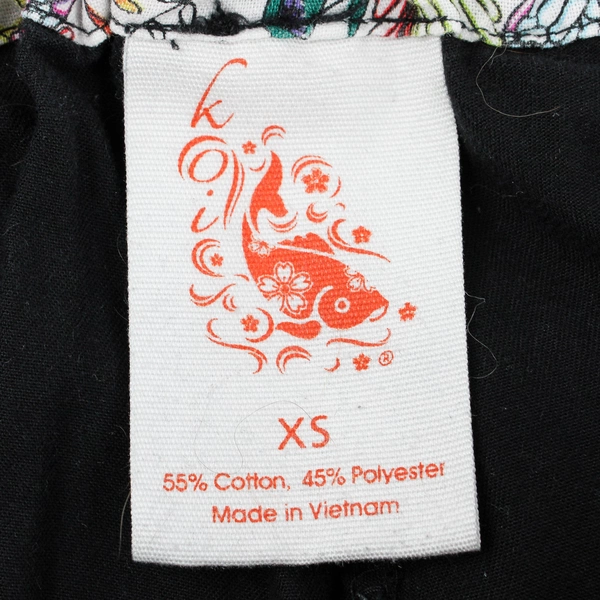 koi
®
XS
55% Cotton, 45% Polyester
Made in Vietnam